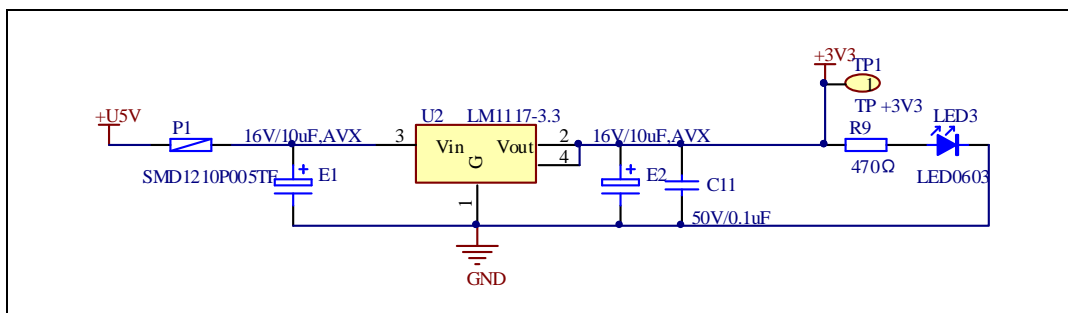 +3V3
TP1
1
+U5V
TP +3V3
P1
U2 LM1117-3.3
R9
LED3
16V/10uF,AVX
3
Vin
Vout
G
2
4
16V/10uF,AVX
470Ω
LED0603
SMD1210P005TF
E1
E2
C11
1
50V/0.1uF
GND